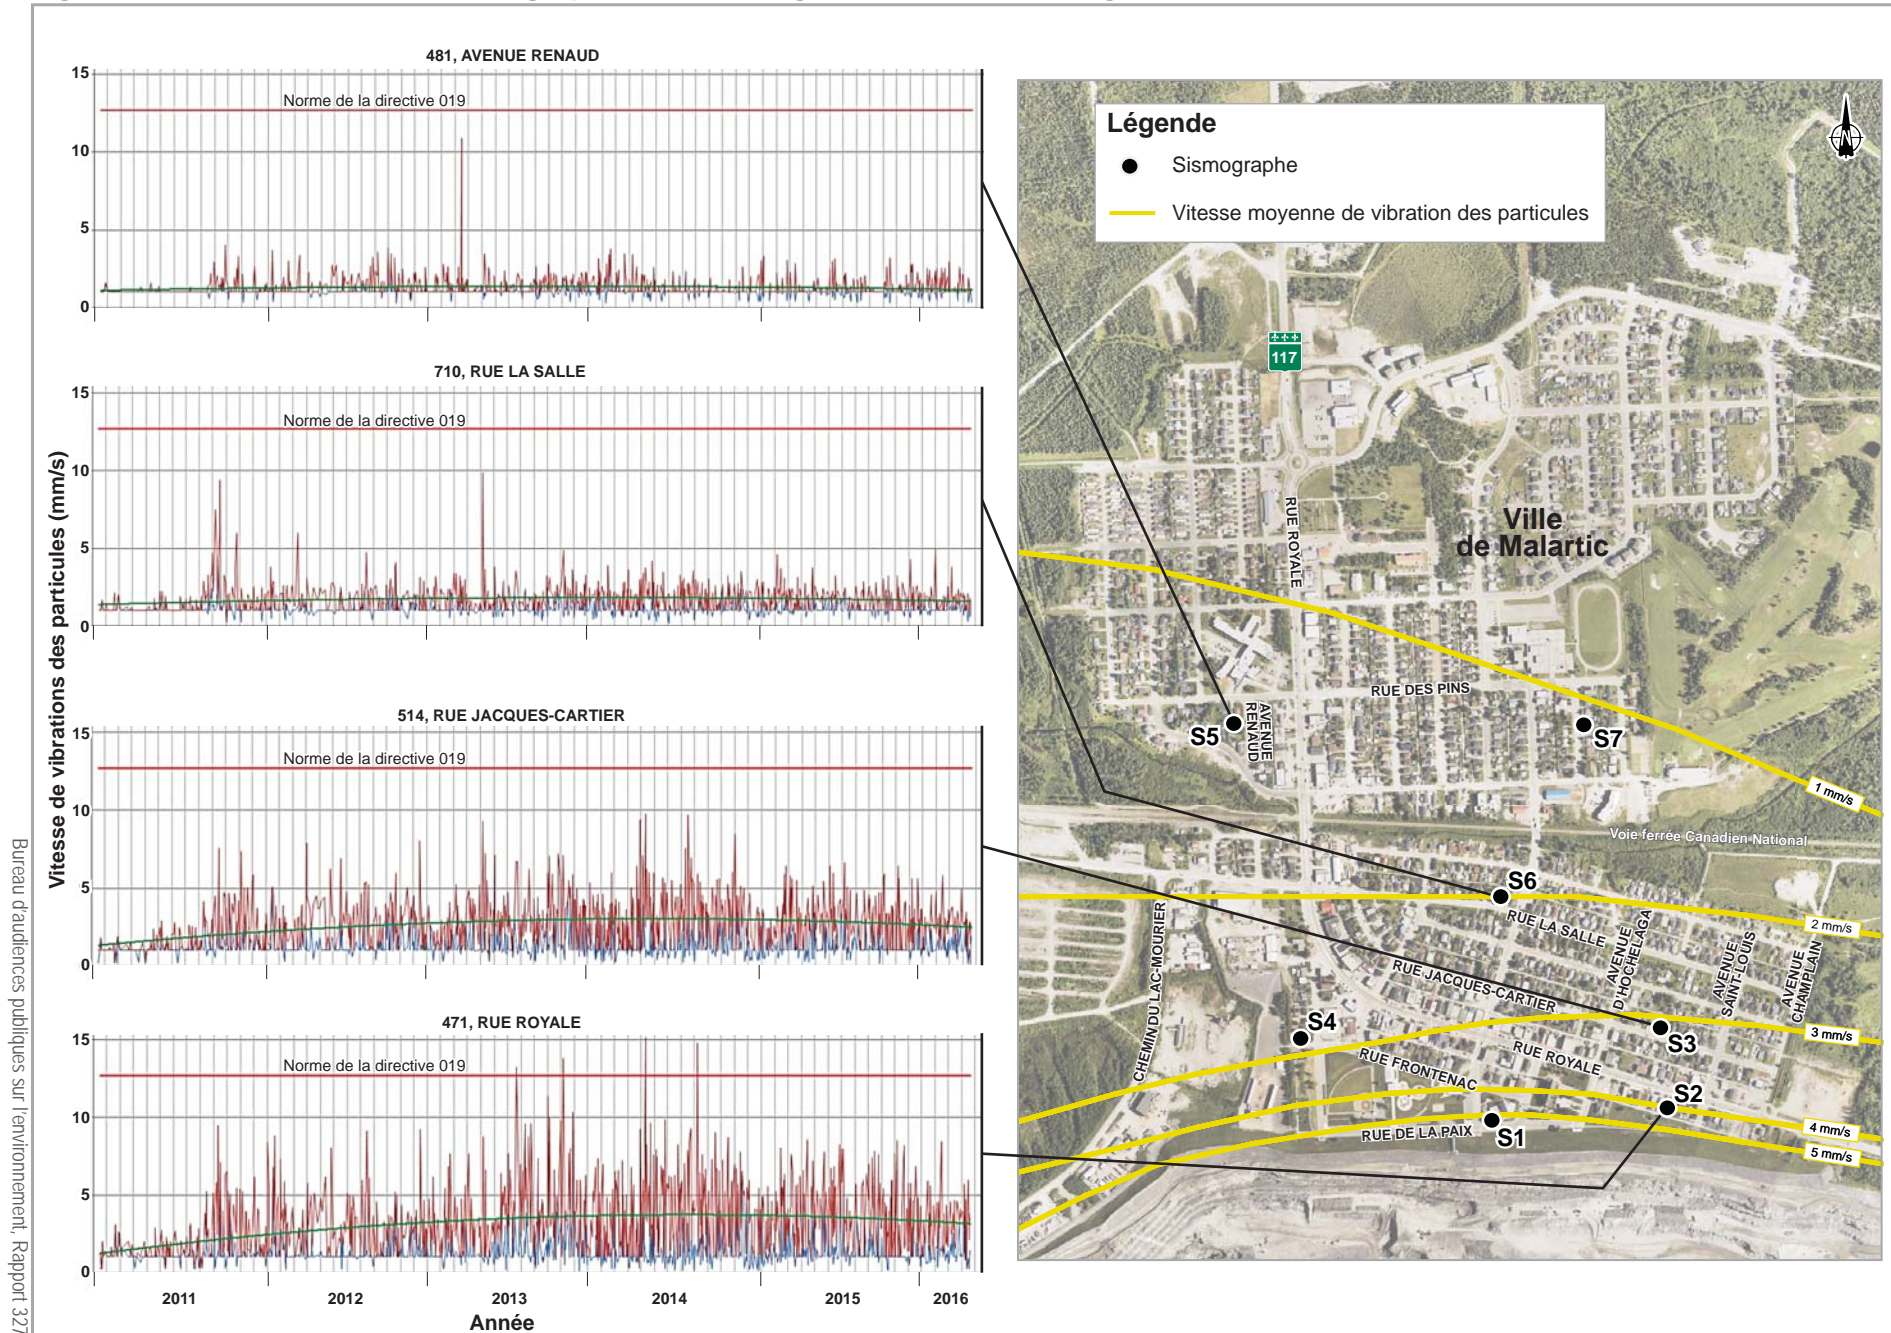 481, AVENUE RENAUD
15
Norme de la directive 019
10
5
0
710, RUE LA SALLE
15
Norme de la directive 019
10
5
0
514, RUE JACQUES-CARTIER
15
Norme de la directive 019
10
5
0
471, RUE ROYALE
15
Norme de la directive 019
10
5
0
2011
2012
2013
2014
2015
2016
Année
Vitesse de vibrations des particules (mm/s)
Bureau d'audiences publiques sur l'environnement, Rapport 327
Légende
Sismographe
Vitesse moyenne de vibration des particules
117
Ville
de Malartic
RUE ROYALE
RUE DES PINS
AVENUE
RENAUD
S5
S7
1 mm/s
Voie ferrée Canadien National
S6
RUE LA SALLE
2 mm/s
CHEMIN DU LAC-MOURIER
RUE JACQUES-CARTIER
AVENUE
D'HOCHELAGA
AVENUE
SAINT-LOUIS
AVENUE
CHAMPLAIN
S4
3 mm/s
S3
RUE ROYALE
RUE FRONTENAC
S2
RUE DE LA PAIX
S1
4 mm/s
5 mm/s